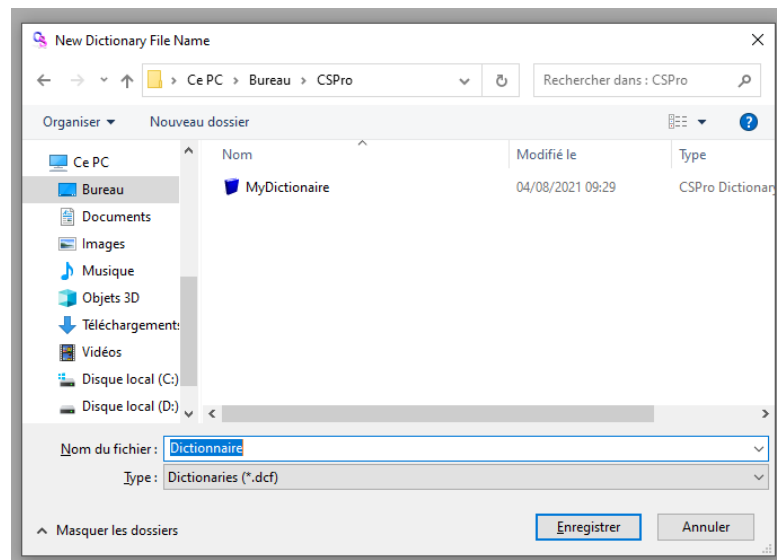 New Dictionary File Name
Ce PC > Bureau > CSPro
Rechercher dans : CSPro
Organiser Nouveau dossier
Nom Modifié le Type
Ce PC
Bureau
Documents
Images
Musique
Objets 3D
Téléchargements
Vidéos
Disque local (C:)
Disque local (D:)
MyDictionaire 04/08/2021 09:29 CSPro Dictionary
Nom du fichier : Dictionnaire
Type : Dictionaries (*.dcf)
Masquer les dossiers
Enregistrer
Annuler